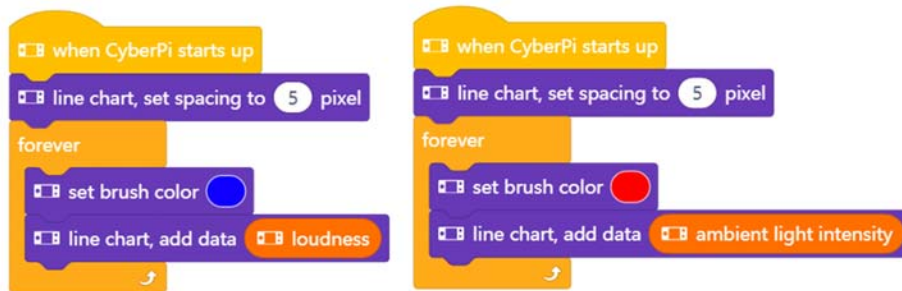 when CyberPi starts up
line chart, set spacing to 5 pixel
forever
set brush color
line chart, add data loudness
when CyberPi starts up
line chart, set spacing to 5 pixel
forever
set brush color
line chart, add data ambient light intensity